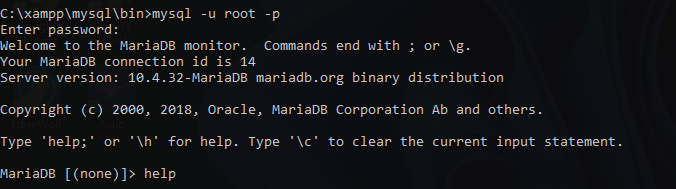 C:\xampp\mysql\bin>mysql -u root -p
Enter password:
Welcome to the MariaDB monitor.  Commands end with ; or \g.
Your MariaDB connection id is 14
Server version: 10.4.32-MariaDB mariadb.org binary distribution
Copyright (c) 2000, 2018, Oracle, MariaDB Corporation Ab and others.
Type 'help;' or '\h' for help. Type '\c' to clear the current input statement.
MariaDB [(none)]> help